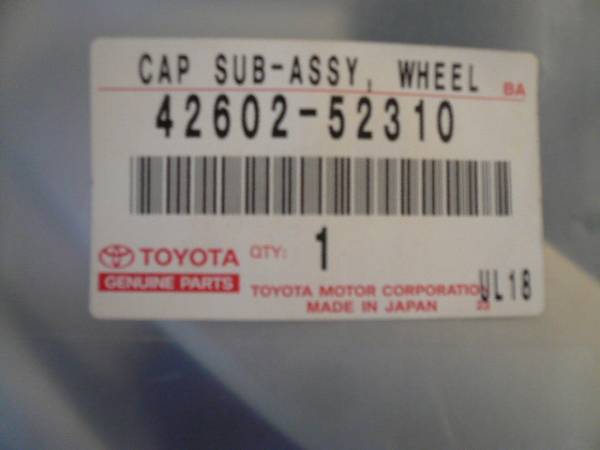 CAP SUB-ASSY, WHEEL
BA
42602-52310
TOYOTA QTY: 1
GENUINE PARTS
TOYOTA MOTOR CORPORATION UL18
MADE IN JAPAN